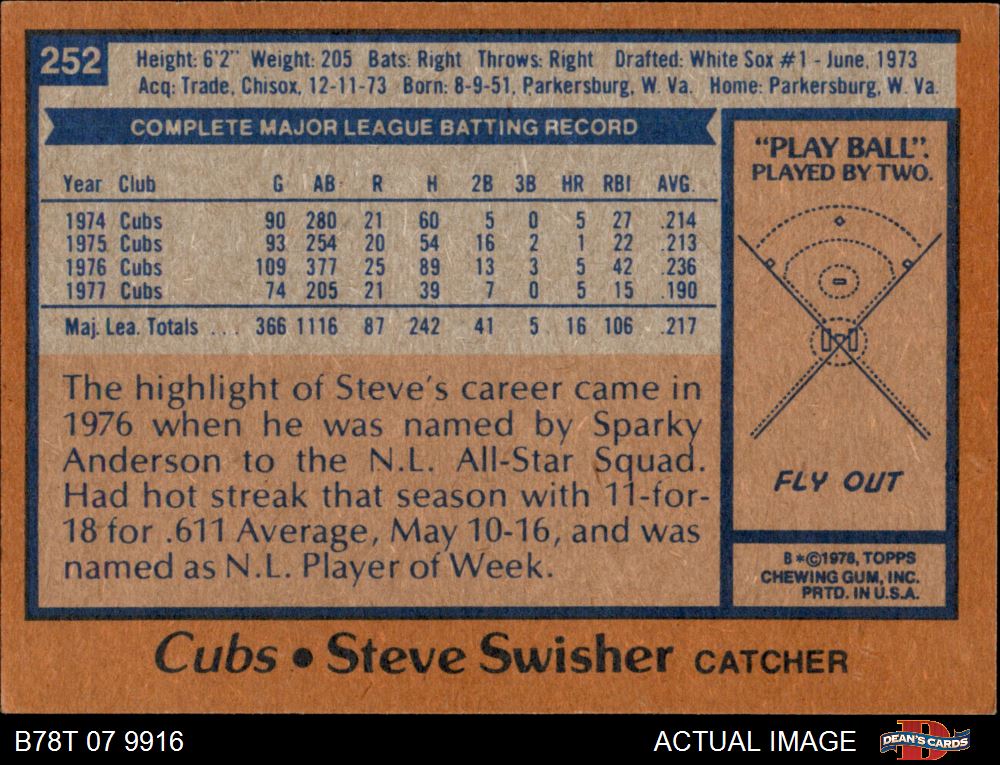 252
Height: 6'2" Weight: 205 Bats: Right Throws: Right Drafted: White Sox #1 - June, 1973
Acq: Trade, Chisox, 12-11-73 Born: 8-9-51, Parkersburg, W. Va. Home: Parkersburg, W. Va.
COMPLETE MAJOR LEAGUE BATTING RECORD
Year Club G AB R H 2B 3B HR RBI AVG.
1974 Cubs 90 280 21 60 5 0 5 27 .214
1975 Cubs 93 254 20 54 16 2 1 22 .213
1976 Cubs 109 377 25 89 13 3 5 42 .236
1977 Cubs 74 205 21 39 7 0 5 15 .190
Maj. Lea. Totals ... 366 1116 87 242 41 5 16 106 .217
The highlight of Steve's career came in
1976 when he was named by Sparky
Anderson to the N.L. All-Star Squad.
Had hot streak that season with 11-for-
18 for .611 Average, May 10-16, and was
named as N.L. Player of Week.
"PLAY BALL".
PLAYED BY TWO.
FLY OUT
B*©1978, TOPPS
CHEWING GUM, INC.
PRTD. IN U.S.A.
Cubs • Steve Swisher CATCHER
B78T 07 9916
ACTUAL IMAGE
DEAN'S CARDS